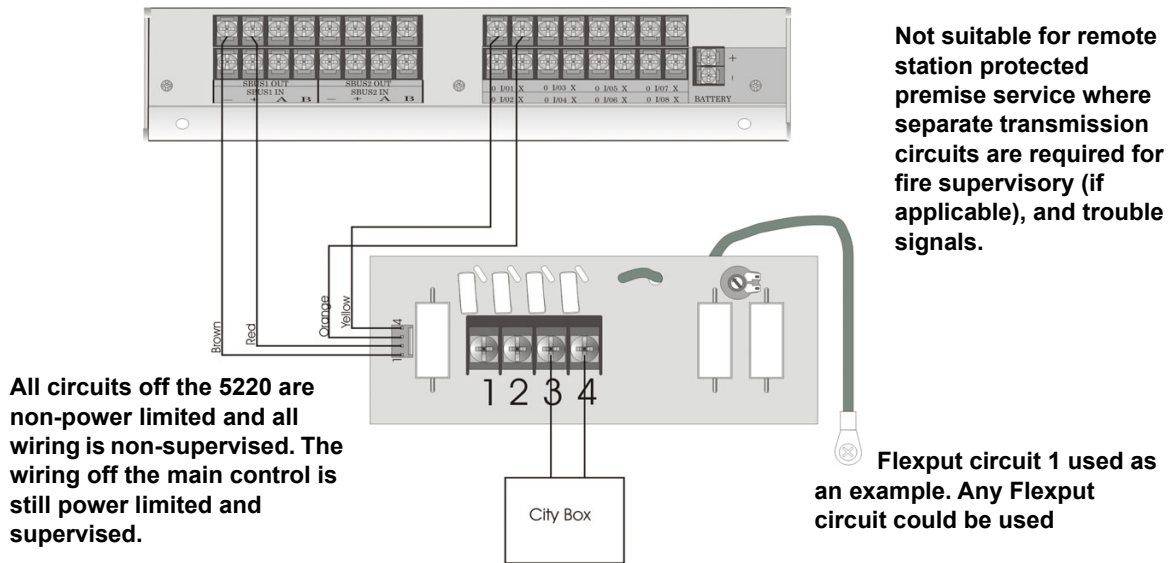 SBUS1 OUT SBUS2 OUT
SBUS1 IN SBUS2 IN
– + A B – + A B
0 I/01 X 0 I/03 X 0 I/05 X 0 I/07 X
0 I/02 X 0 I/04 X 0 I/06 X 0 I/08 X
+
-
BATTERY
Not suitable for remote
station protected
premise service where
separate transmission
circuits are required for
fire supervisory (if
applicable), and trouble
signals.
Brown
Red
Orange
Yellow
4
1
1 2 3 4
All circuits off the 5220 are
non-power limited and all
wiring is non-supervised. The
wiring off the main control is
still power limited and
supervised.
City Box
Flexput circuit 1 used as
an example. Any Flexput
circuit could be used